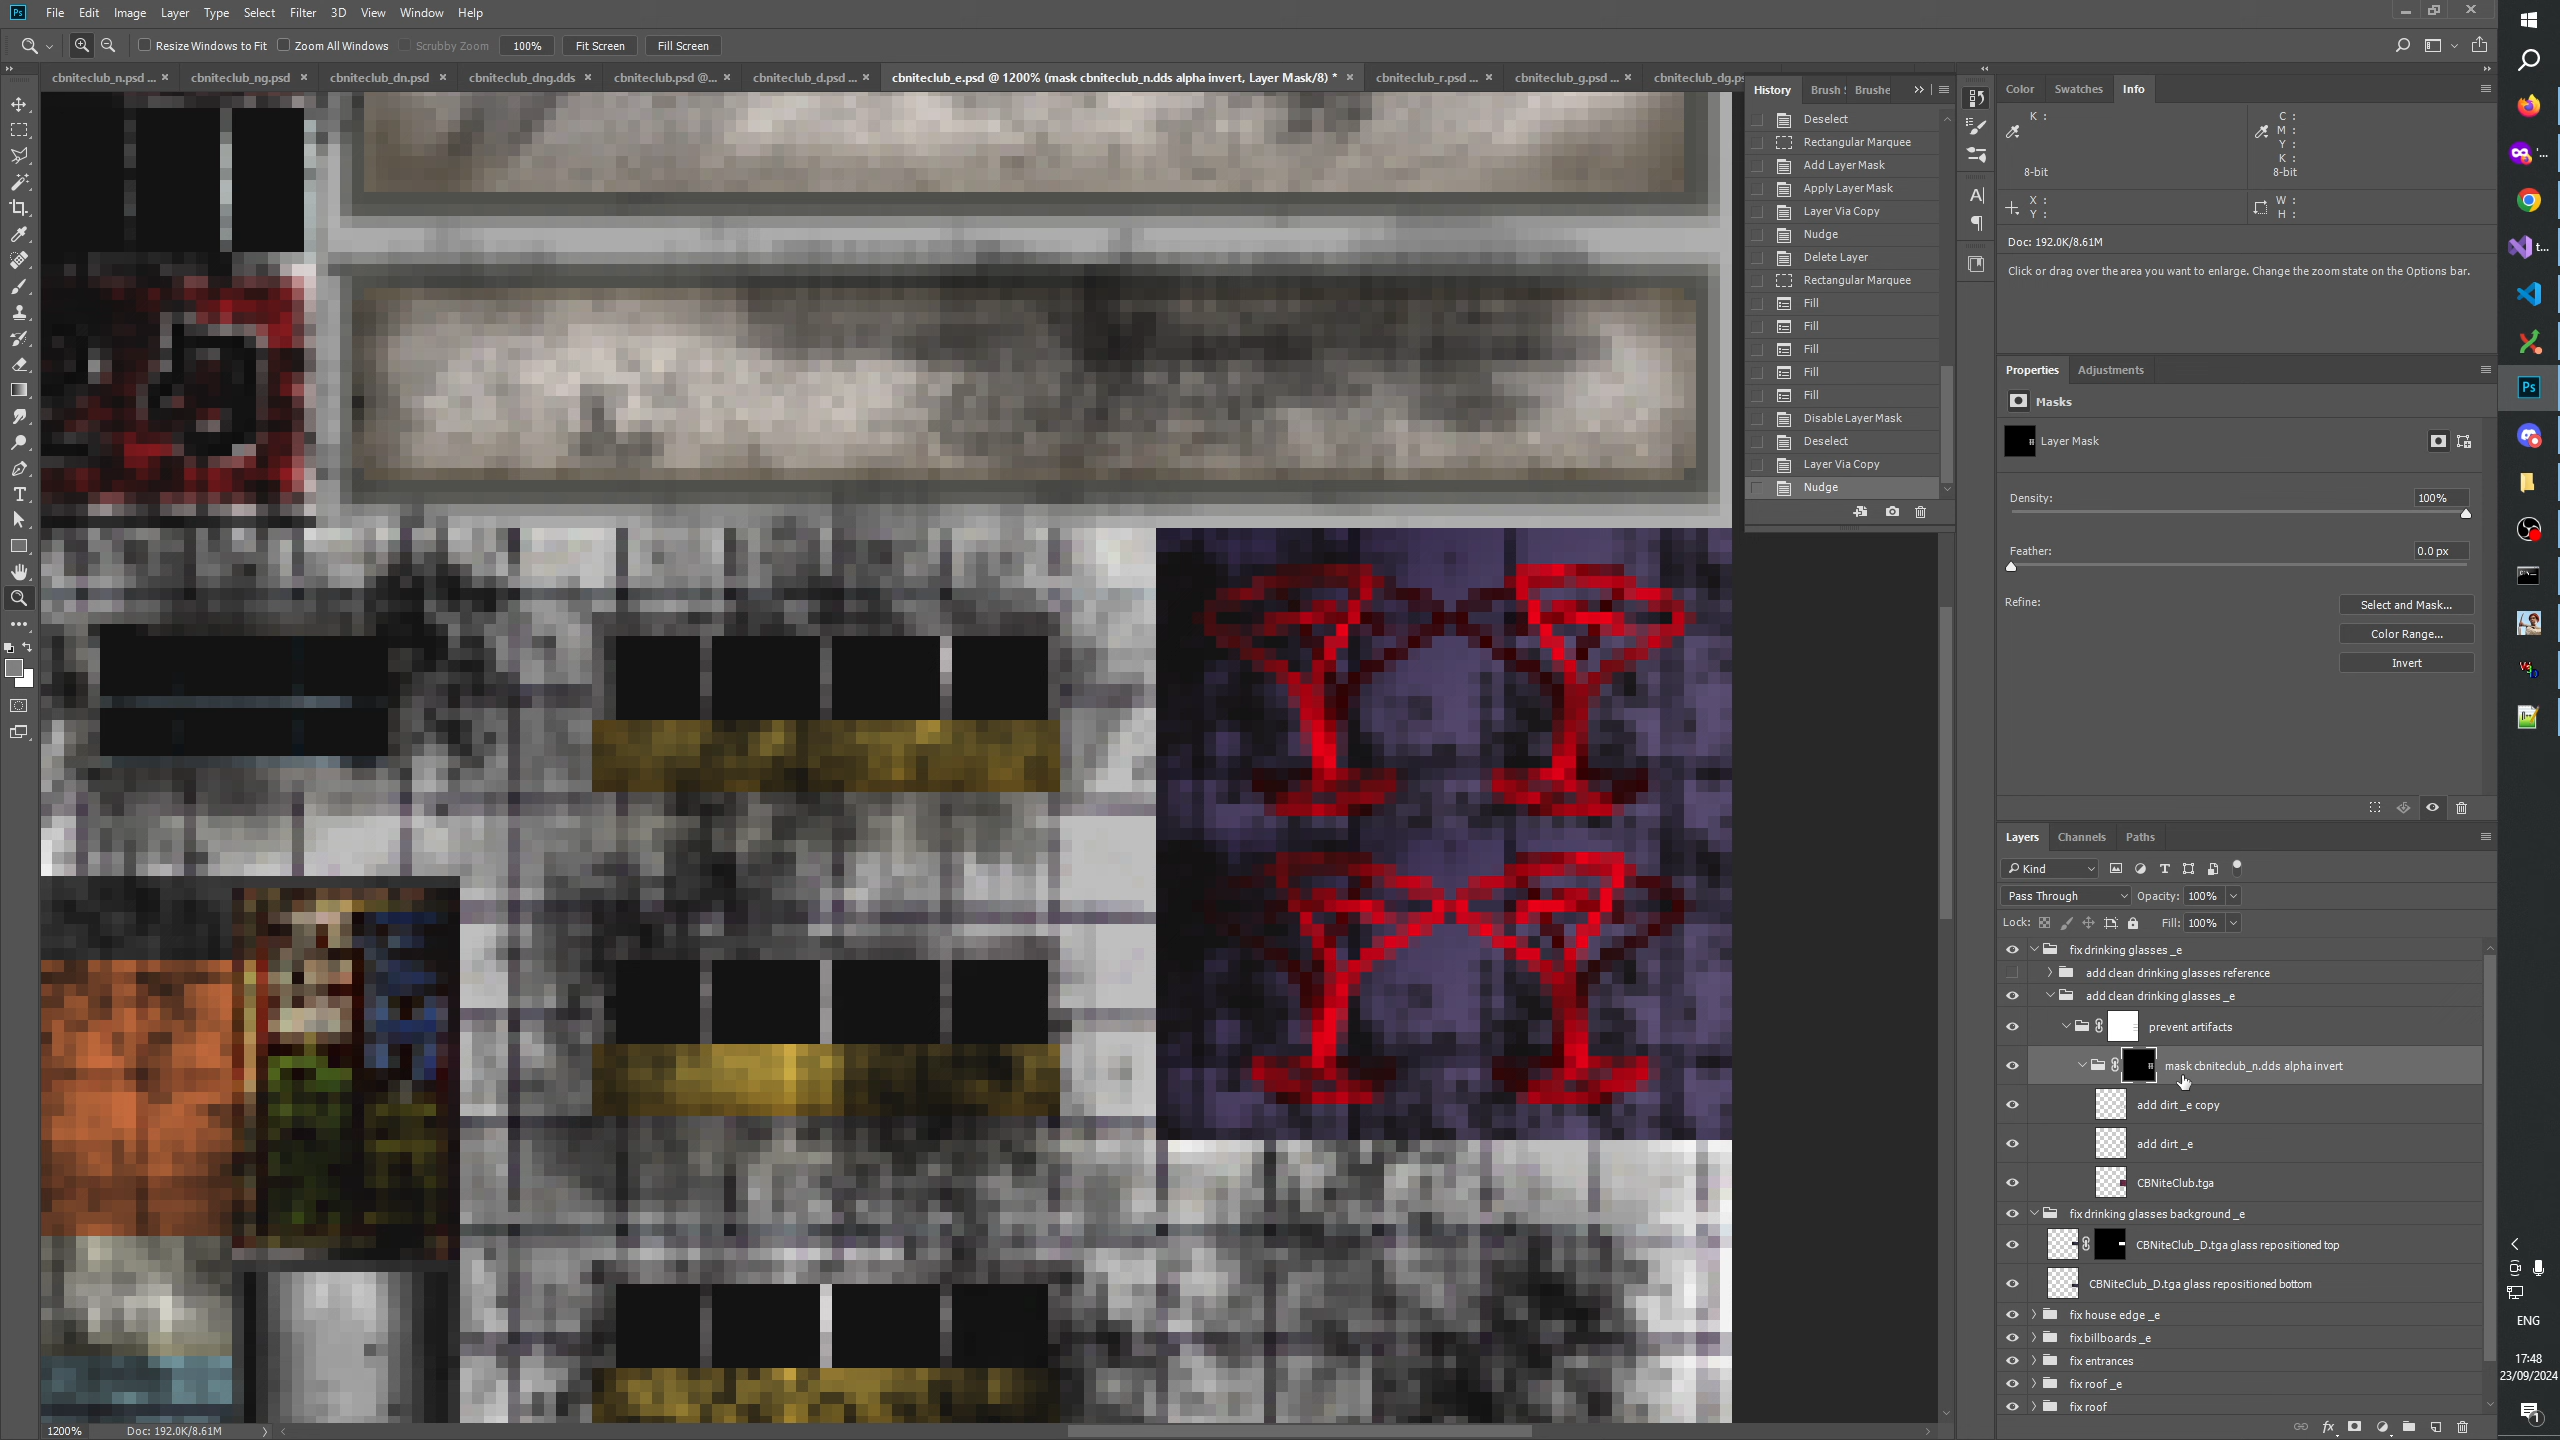 Ps File Edit Image Layer Type Select Filter 3D View Window Help
Resize Windows to Fit Zoom All Windows Scrubby Zoom 100% Fit Screen Fill Screen
cbniteclub_n.psd ... × cbniteclub_ng.psd × cbniteclub_dn.psd × cbniteclub_dng.dds × cbniteclub.psd @... × cbniteclub_d.psd ... × cbniteclub_e.psd @ 1200% (mask cbniteclub_n.dds alpha invert, Layer Mask/8) * × cbniteclub_r.psd ... × cbniteclub_g.psd ... × cbniteclub_dg.ps
History Brush Brushe
Deselect
Rectangular Marquee
Add Layer Mask
Apply Layer Mask
Layer Via Copy
Nudge
Delete Layer
Rectangular Marquee
Fill
Fill
Fill
Fill
Fill
Disable Layer Mask
Deselect
Layer Via Copy
Nudge
Color Swatches Info
K :
8-bit
C :
M :
Y :
K :
8-bit
X :
Y :
W :
H :
Doc: 192.0K/8.61M
Click or drag over the area you want to enlarge. Change the zoom state on the Options bar.
Properties Adjustments
Masks
Layer Mask
Density: 100%
Feather: 0.0 px
Refine: Select and Mask...
Color Range...
Invert
Layers Channels Paths
Kind
Pass Through Opacity: 100%
Lock: Fill: 100%
fix drinking glasses _e
add clean drinking glasses reference
add clean drinking glasses _e
prevent artifacts
mask cbniteclub_n.dds alpha invert
add dirt _e copy
add dirt _e
CBNiteClub.tga
fix drinking glasses background _e
CBNiteClub_D.tga glass repositioned top
CBNiteClub_D.tga glass repositioned bottom
fix house edge _e
fix billboards _e
fix entrances
fix roof _e
fix roof
1200% Doc: 192.0K/8.61M
Ps
ENG
17:48
23/09/2024